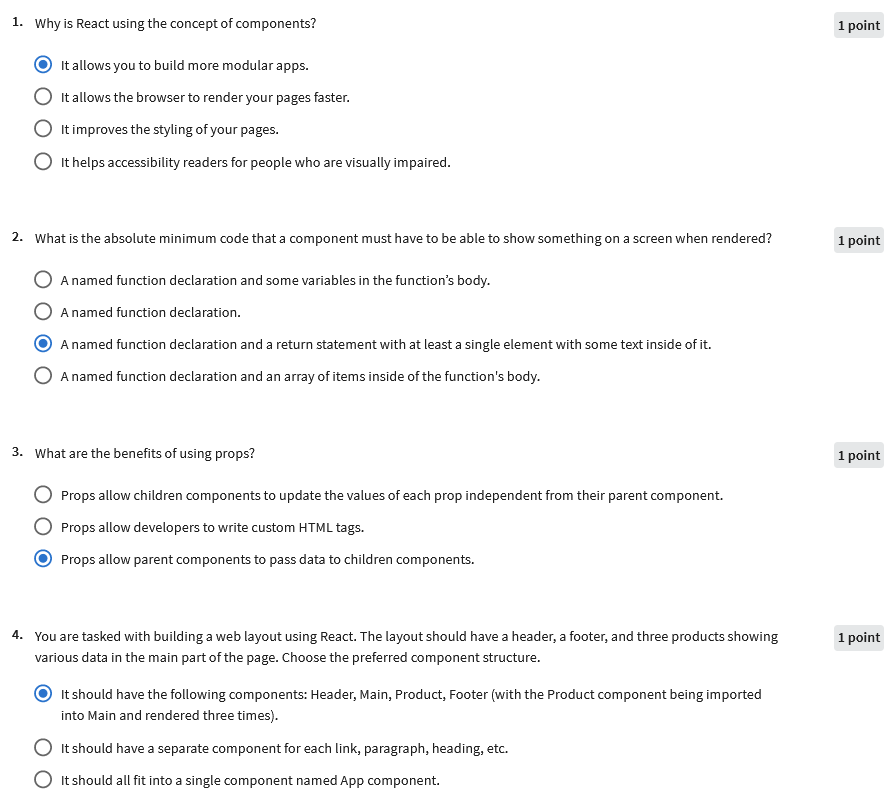 1. Why is React using the concept of components?
1 point
It allows you to build more modular apps.
It allows the browser to render your pages faster.
It improves the styling of your pages.
It helps accessibility readers for people who are visually impaired.
2. What is the absolute minimum code that a component must have to be able to show something on a screen when rendered?
1 point
A named function declaration and some variables in the function’s body.
A named function declaration.
A named function declaration and a return statement with at least a single element with some text inside of it.
A named function declaration and an array of items inside of the function's body.
3. What are the benefits of using props?
1 point
Props allow children components to update the values of each prop independent from their parent component.
Props allow developers to write custom HTML tags.
Props allow parent components to pass data to children components.
4. You are tasked with building a web layout using React. The layout should have a header, a footer, and three products showing
1 point
various data in the main part of the page. Choose the preferred component structure.
It should have the following components: Header, Main, Product, Footer (with the Product component being imported
into Main and rendered three times).
It should have a separate component for each link, paragraph, heading, etc.
It should all fit into a single component named App component.